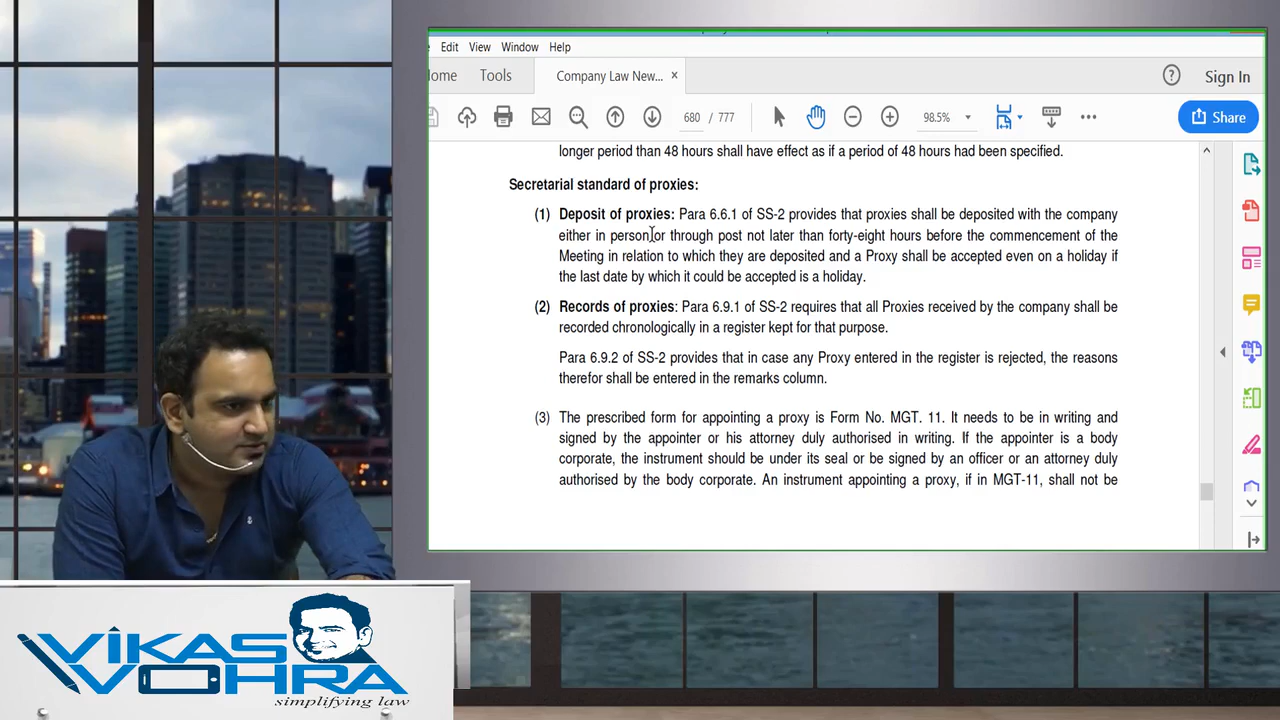 Edit View Window Help
ome Tools Company Law New... × Sign In
680 / 777 98.5% Share
longer period than 48 hours shall have effect as if a period of 48 hours had been specified.
Secretarial standard of proxies:
(1) Deposit of proxies: Para 6.6.1 of SS-2 provides that proxies shall be deposited with the company
either in person or through post not later than forty-eight hours before the commencement of the
Meeting in relation to which they are deposited and a Proxy shall be accepted even on a holiday if
the last date by which it could be accepted is a holiday.
(2) Records of proxies: Para 6.9.1 of SS-2 requires that all Proxies received by the company shall be
recorded chronologically in a register kept for that purpose.
Para 6.9.2 of SS-2 provides that in case any Proxy entered in the register is rejected, the reasons
therefor shall be entered in the remarks column.
(3) The prescribed form for appointing a proxy is Form No. MGT. 11. It needs to be in writing and
signed by the appointer or his attorney duly authorised in writing. If the appointer is a body
corporate, the instrument should be under its seal or be signed by an officer or an attorney duly
authorised by the body corporate. An instrument appointing a proxy, if in MGT-11, shall not be
VİKAS
VOHRA
simplifying law